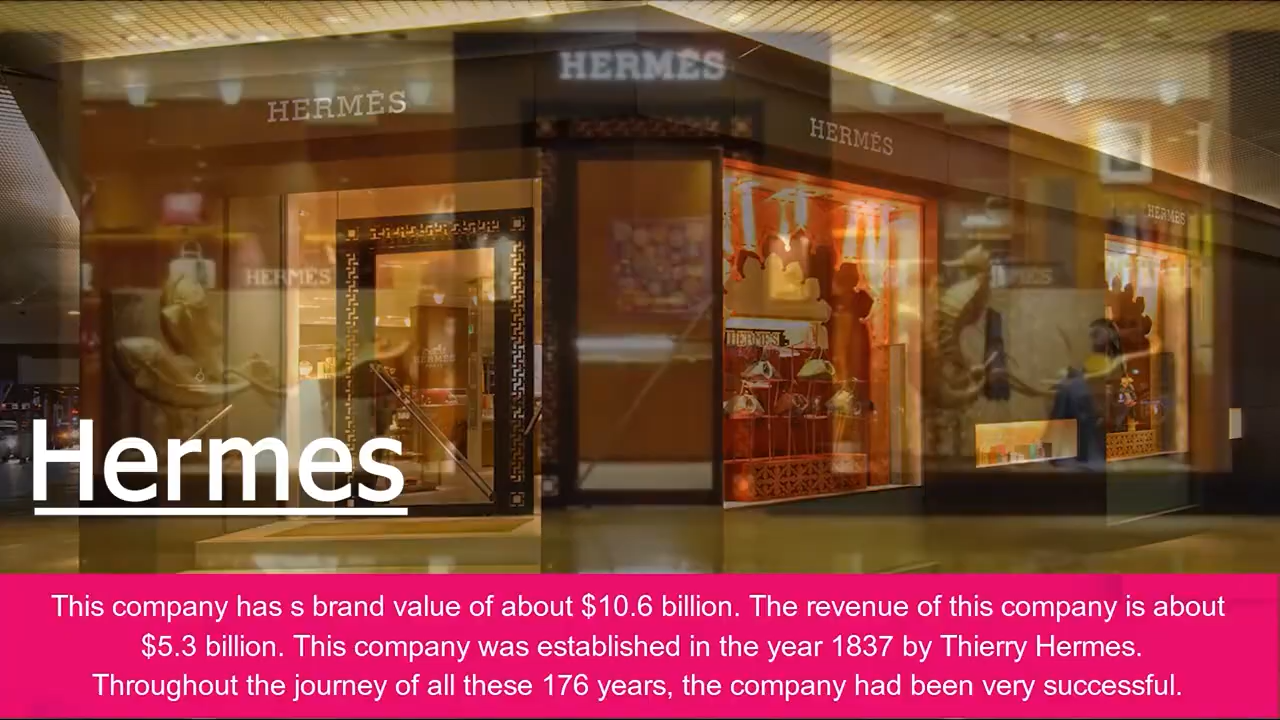 HERMÈS
HERMÈS
HERMÈS
HERMÈS
HERMÈS
HERMÈS
HERMÈS
Hermes
This company has s brand value of about $10.6 billion. The revenue of this company is about
$5.3 billion. This company was established in the year 1837 by Thierry Hermes.
Throughout the journey of all these 176 years, the company had been very successful.